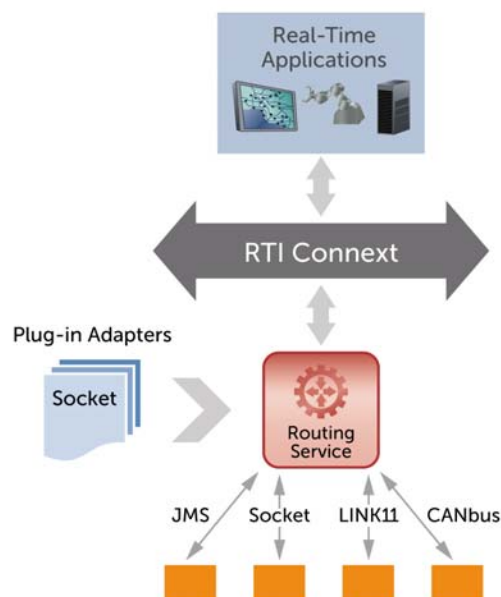 Real-Time
Applications
RTI Connext
Plug-in Adapters
Socket
Routing
Service
JMS
Socket
LINK11
CANbus